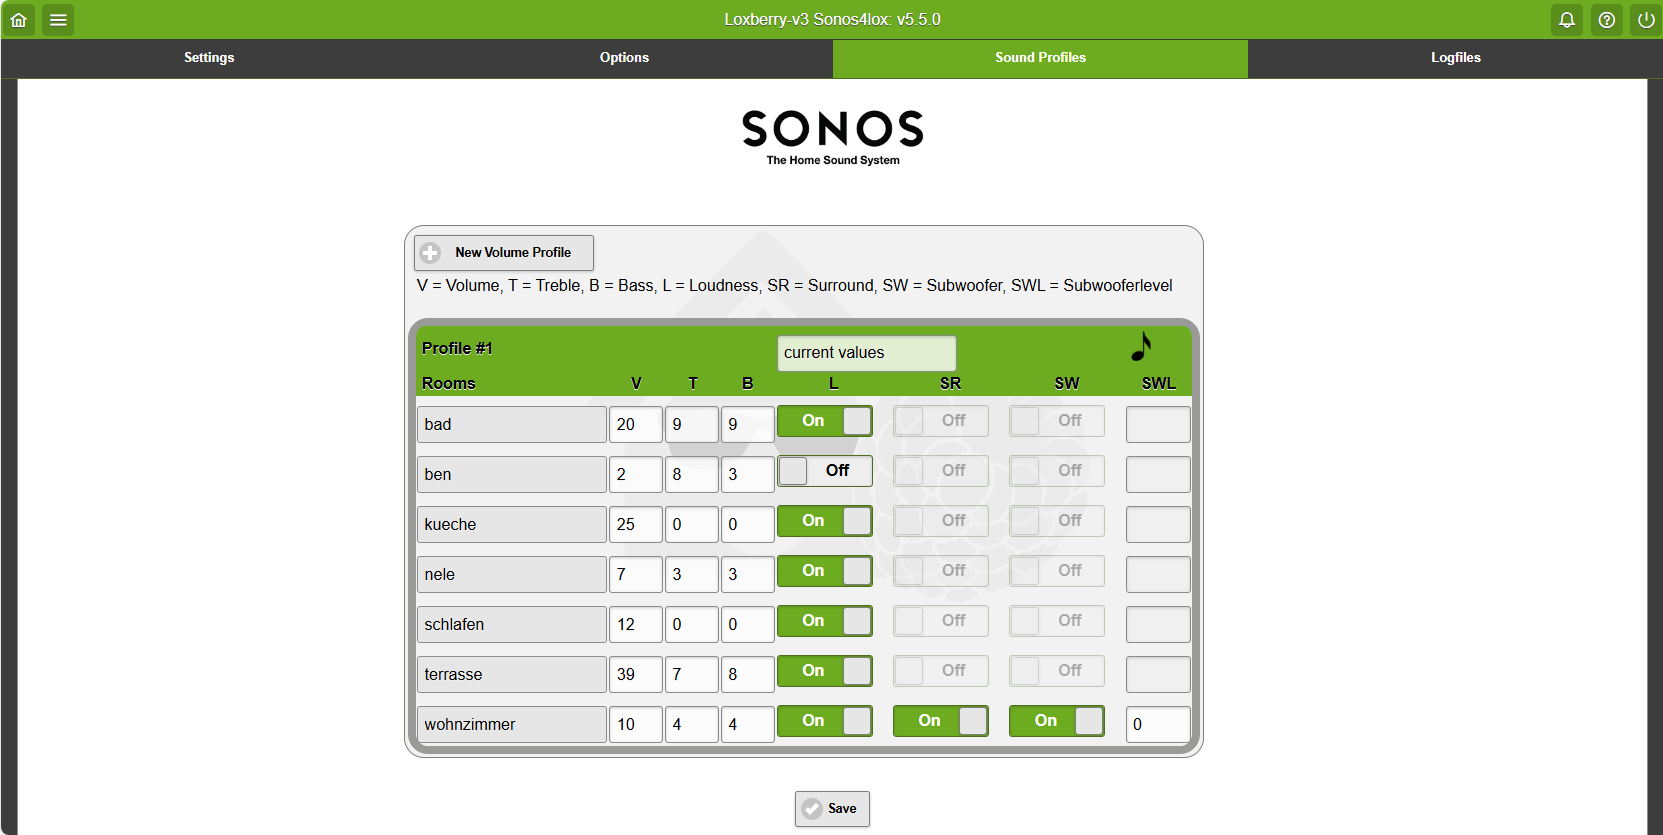 Loxberry-v3 Sonos4lox: v5.5.0
Settings Options Sound Profiles Logfiles
SONOS
The Home Sound System
New Volume Profile
V = Volume, T = Treble, B = Bass, L = Loudness, SR = Surround, SW = Subwoofer, SWL = Subwooferlevel
Profile #1 current values
Rooms V T B L SR SW SWL
bad 20 9 9 On Off Off
ben 2 8 3 Off Off Off
kueche 25 0 0 On Off Off
nele 7 3 3 On Off Off
schlafen 12 0 0 On Off Off
terrasse 39 7 8 On Off Off
wohnzimmer 10 4 4 On On On 0
Save